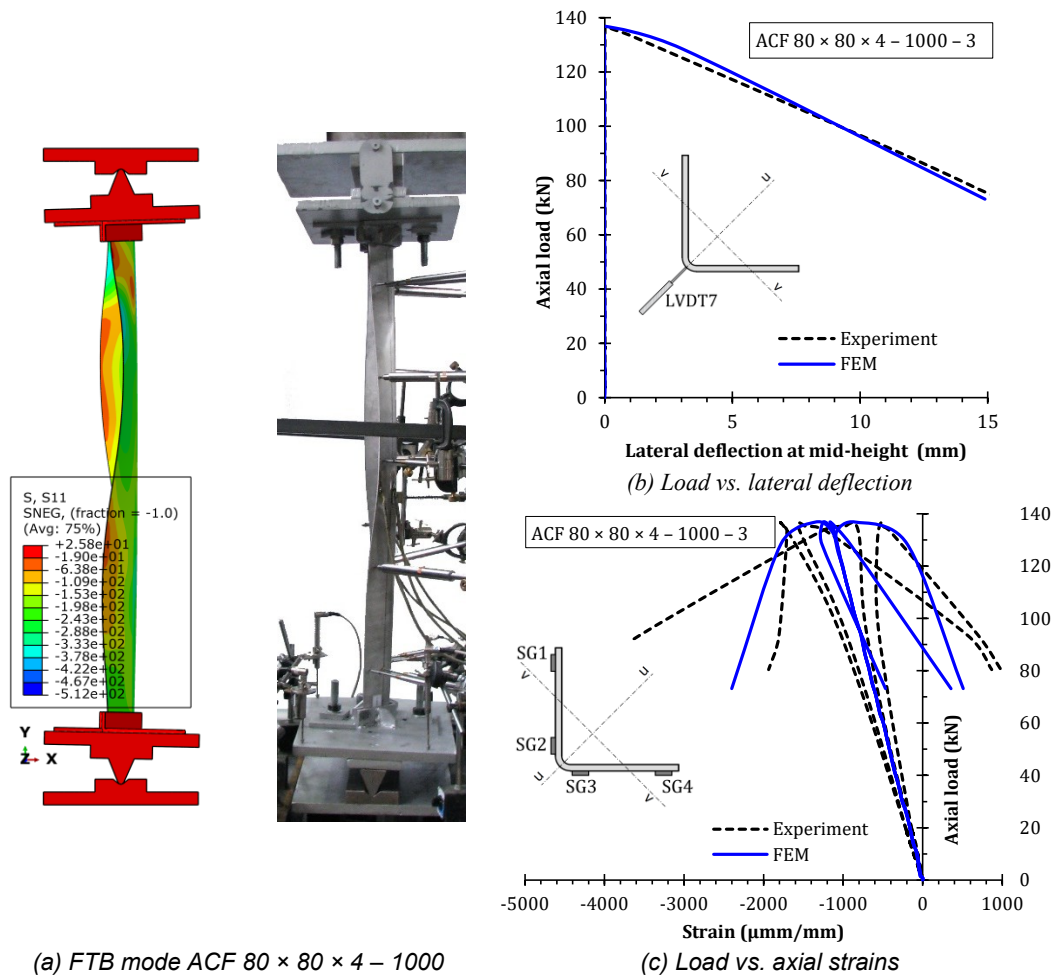 S, S11
SNEG, (fraction = -1.0)
(Avg: 75%)
+2.58e+01
-1.90e+01
-6.38e+01
-1.09e+02
-1.53e+02
-1.98e+02
-2.43e+02
-2.88e+02
-3.33e+02
-3.78e+02
-4.22e+02
-4.67e+02
-5.12e+02
Y
Z X
(a) FTB mode ACF 80 × 80 × 4 – 1000
140
120
100
80
60
40
20
0
Axial load (kN)
ACF 80 × 80 × 4 – 1000 – 3
v
u
v
LVDT7
Experiment
FEM
0 5 10 15
Lateral deflection at mid-height (mm)
(b) Load vs. lateral deflection
ACF 80 × 80 × 4 – 1000 – 3
140
120
100
80
60
40
20
0
Axial load (kN)
SG1
v
u
SG2
u
SG3
v
SG4
Experiment
FEM
-5000 -4000 -3000 -2000 -1000 0 1000
Strain (μmm/mm)
(c) Load vs. axial strains